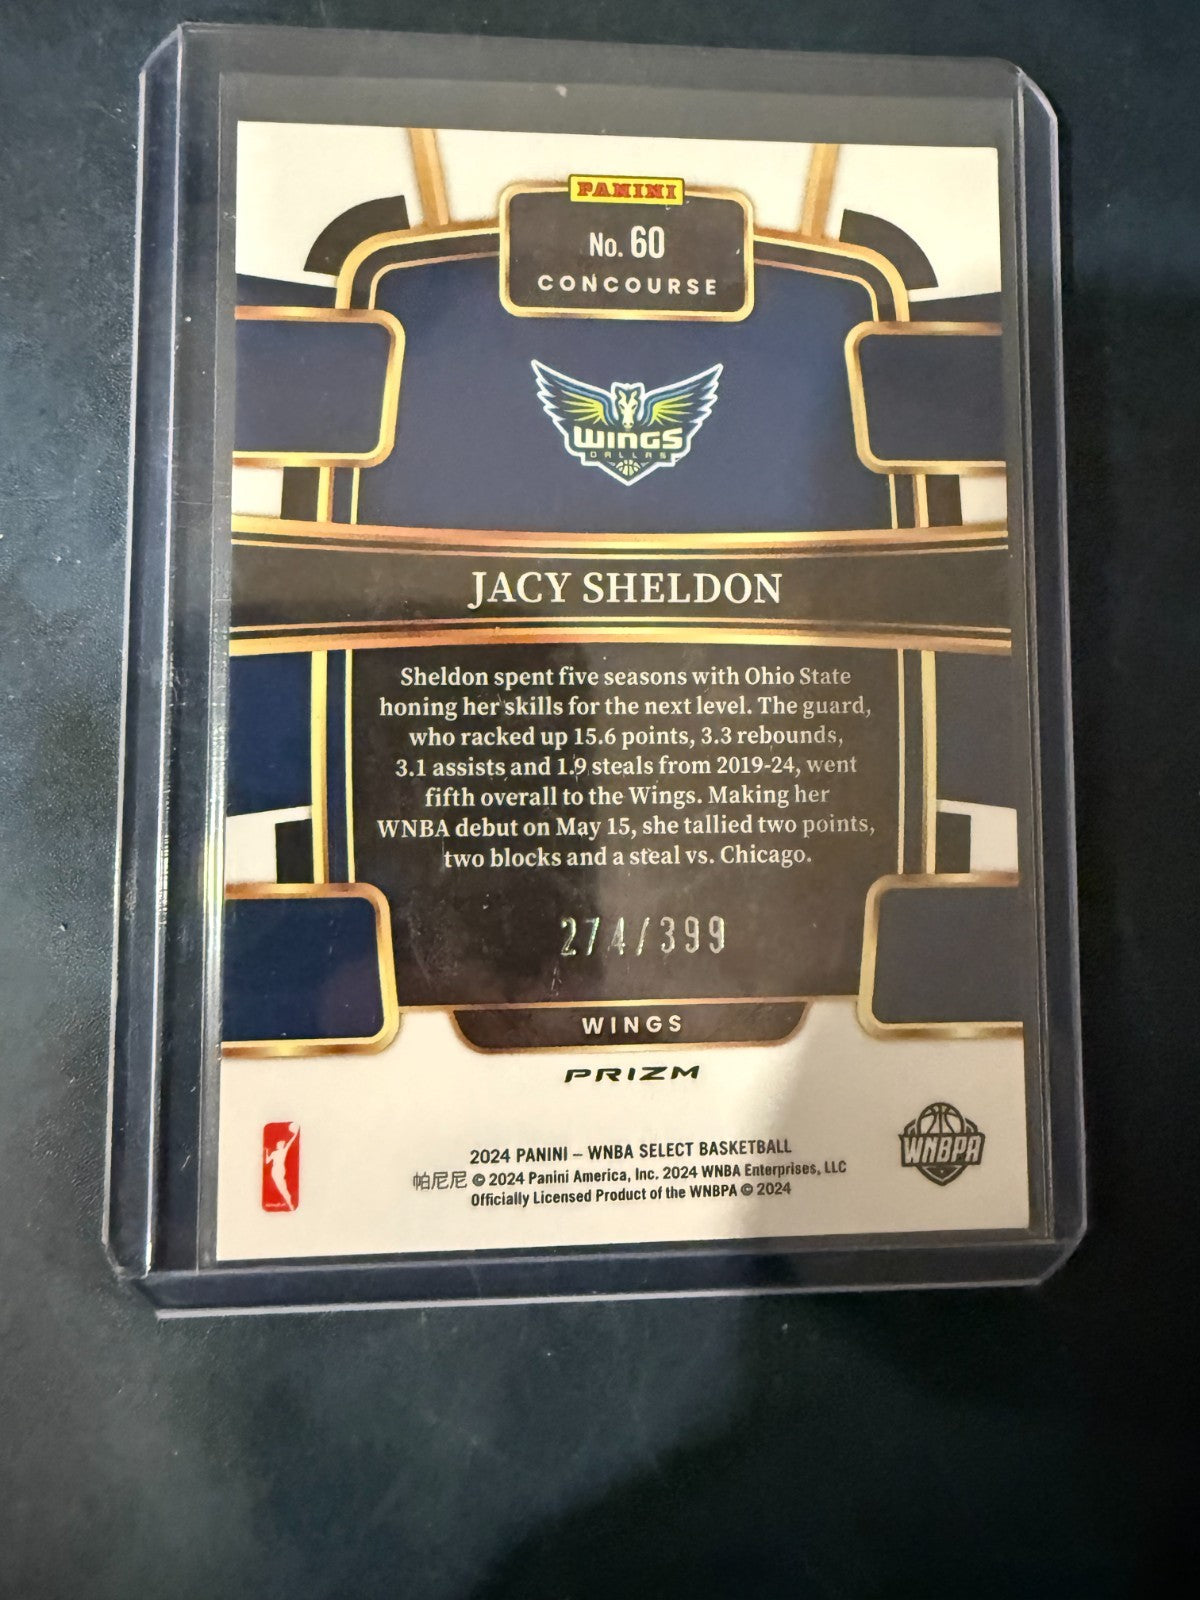 PANINI
No. 60
CONCOURSE
WINGS
DALLAS
JACY SHELDON
Sheldon spent five seasons with Ohio State
honing her skills for the next level. The guard,
who racked up 15.6 points, 3.3 rebounds,
3.1 assists and 1.9 steals from 2019-24, went
fifth overall to the Wings. Making her
WNBA debut on May 15, she tallied two points,
two blocks and a steal vs. Chicago.
274/399
WINGS
PRIZM
WNBPA
2024 PANINI – WNBA SELECT BASKETBALL
帕尼尼 © 2024 Panini America, Inc. 2024 WNBA Enterprises, LLC
Officially Licensed Product of the WNBPA © 2024